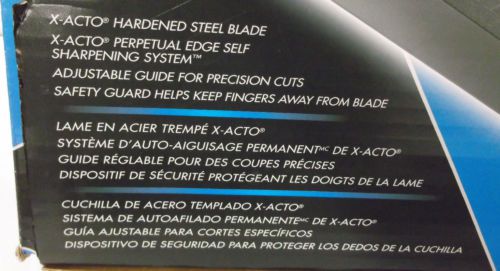 X-ACTO® HARDENED STEEL BLADE
X-ACTO® PERPETUAL EDGE SELF
SHARPENING SYSTEM™
ADJUSTABLE GUIDE FOR PRECISION CUTS
SAFETY GUARD HELPS KEEP FINGERS AWAY FROM BLADE
LAME EN ACIER TREMPÉ X-ACTO®
SYSTÈME D'AUTO-AIGUISAGE PERMANENTᴹᶜ DE X-ACTO®
GUIDE RÉGLABLE POUR DES COUPES PRÉCISES
DISPOSITIF DE SÉCURITÉ PROTÉGEANT LES DOIGTS DE LA LAME
CUCHILLA DE ACERO TEMPLADO X-ACTO®
SISTEMA DE AUTOAFILADO PERMANENTEᴹᶜ DE X-ACTO®
GUÍA AJUSTABLE PARA CORTES ESPECÍFICOS
DISPOSITIVO DE SEGURIDAD PARA PROTEGER LOS DEDOS DE LA CUCHILLA